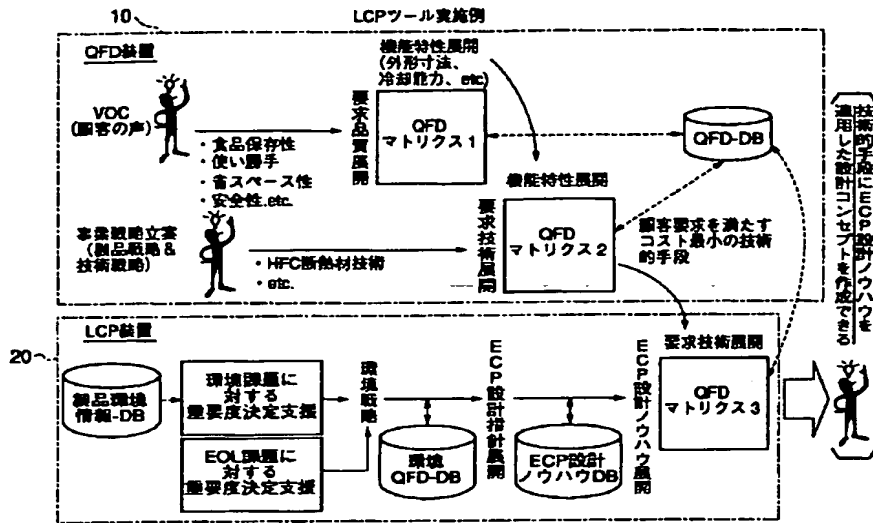 LCPツール実施例
10
QFD装置
VOC
(顧客の声)
・食品保存性
・使い勝手
・省スペース性
・安全性.etc.
機能特性展開
(外形寸法、
冷却能力、etc)
要求品質展開
QFD
マトリクス1
QFD-DB
機能特性展開
事業戦略立案
(製品戦略&
技術戦略)
・HFC断熱材技術
・etc.
要求技術展開
QFD
マトリクス2
顧客要求を満たす
コスト最小の技術
的手段
技術的手段にECP設計ノウハウを
適用した設計コンセプトを作成できる
20
LCP装置
製品環境
情報-DB
環境課題に
対する
重要度決定支援
EOL課題に
対する
重要度決定支援
環境戦略
環境
QFD-DB
ECP設計指針展開
ECP設計
ノウハウDB
ECP設計ノウハウ展開
要求技術展開
QFD
マトリクス3